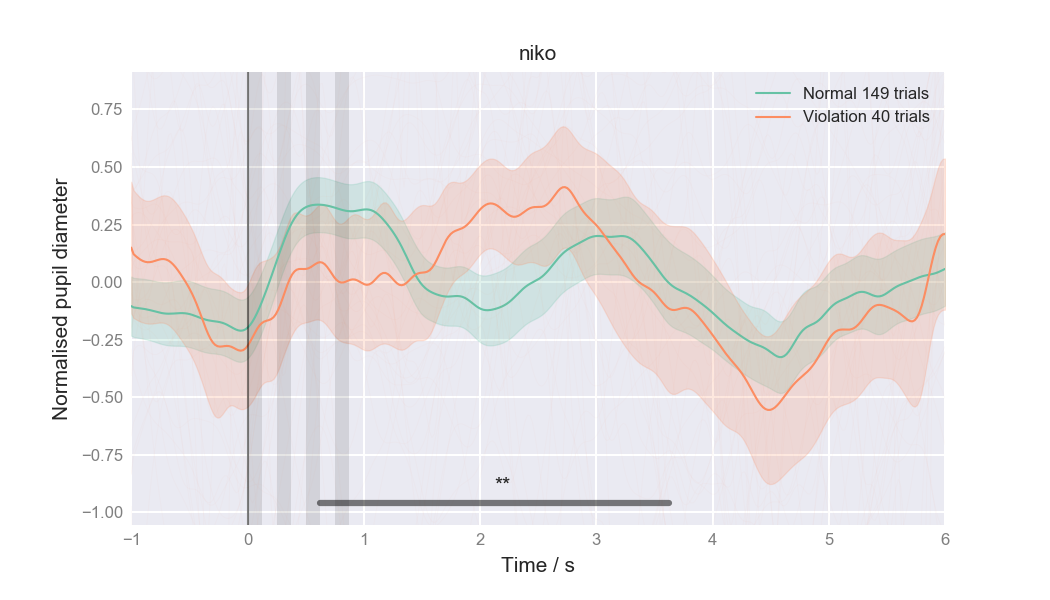 niko
Normal 149 trials
Violation 40 trials
Normalised pupil diameter
0.75
0.50
0.25
0.00
−0.25
−0.50
−0.75
−1.00
**
−1 0 1 2 3 4 5 6
Time / s